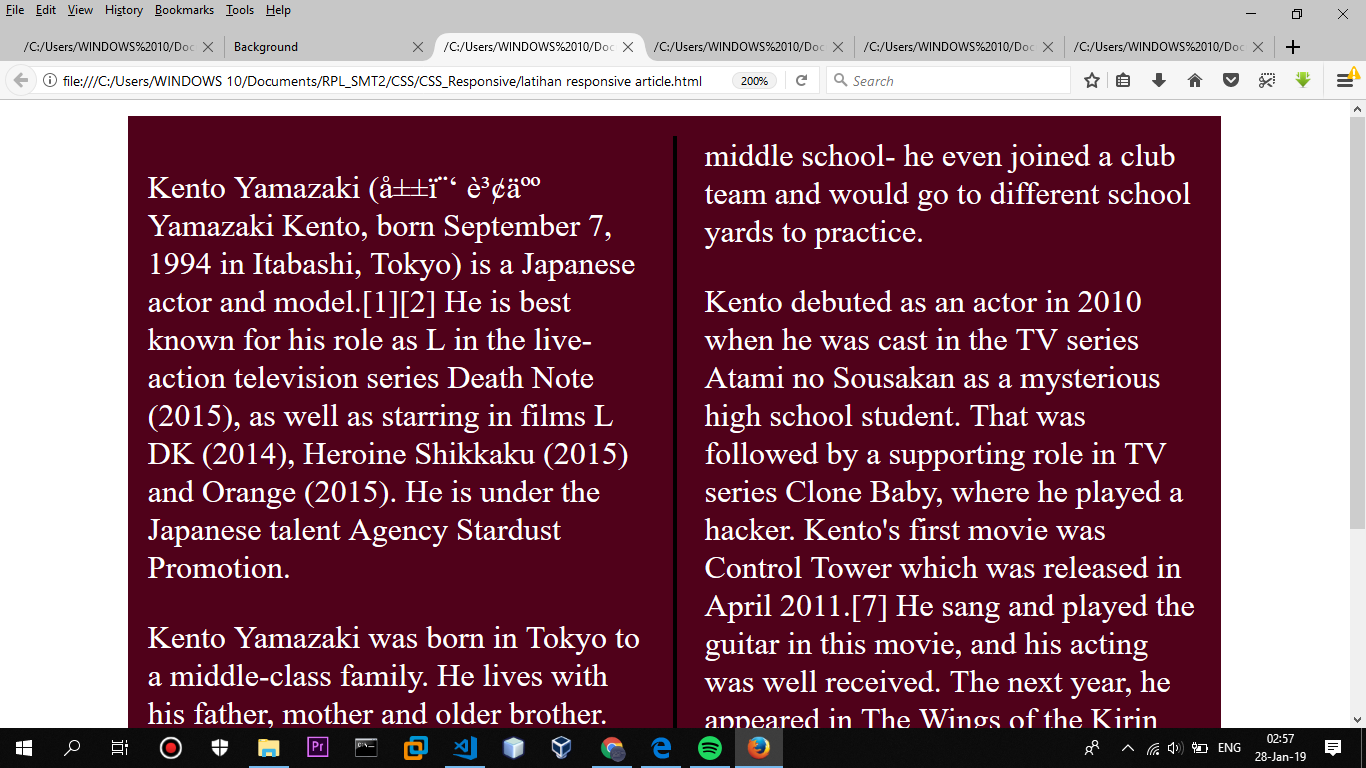 File Edit View History Bookmarks Tools Help
/C:/Users/WINDOWS%2010/Doc
Background
/C:/Users/WINDOWS%2010/Doc
/C:/Users/WINDOWS%2010/Doc
/C:/Users/WINDOWS%2010/Doc
/C:/Users/WINDOWS%2010/Doc
file:///C:/Users/WINDOWS 10/Documents/RPL_SMT2/CSS/CSS_Responsive/latihan responsive article.html
200%
Search
Kento Yamazaki (å±±ï¨‘ è³¢äºº
Yamazaki Kento, born September 7,
1994 in Itabashi, Tokyo) is a Japanese
actor and model.[1][2] He is best
known for his role as L in the live-
action television series Death Note
(2015), as well as starring in films L
DK (2014), Heroine Shikkaku (2015)
and Orange (2015). He is under the
Japanese talent Agency Stardust
Promotion.
Kento Yamazaki was born in Tokyo to
a middle-class family. He lives with
his father, mother and older brother.
middle school- he even joined a club
team and would go to different school
yards to practice.
Kento debuted as an actor in 2010
when he was cast in the TV series
Atami no Sousakan as a mysterious
high school student. That was
followed by a supporting role in TV
series Clone Baby, where he played a
hacker. Kento's first movie was
Control Tower which was released in
April 2011.[7] He sang and played the
guitar in this movie, and his acting
was well received. The next year, he
appeared in The Wings of the Kirin
Pr
ENG
02:57
28-Jan-19